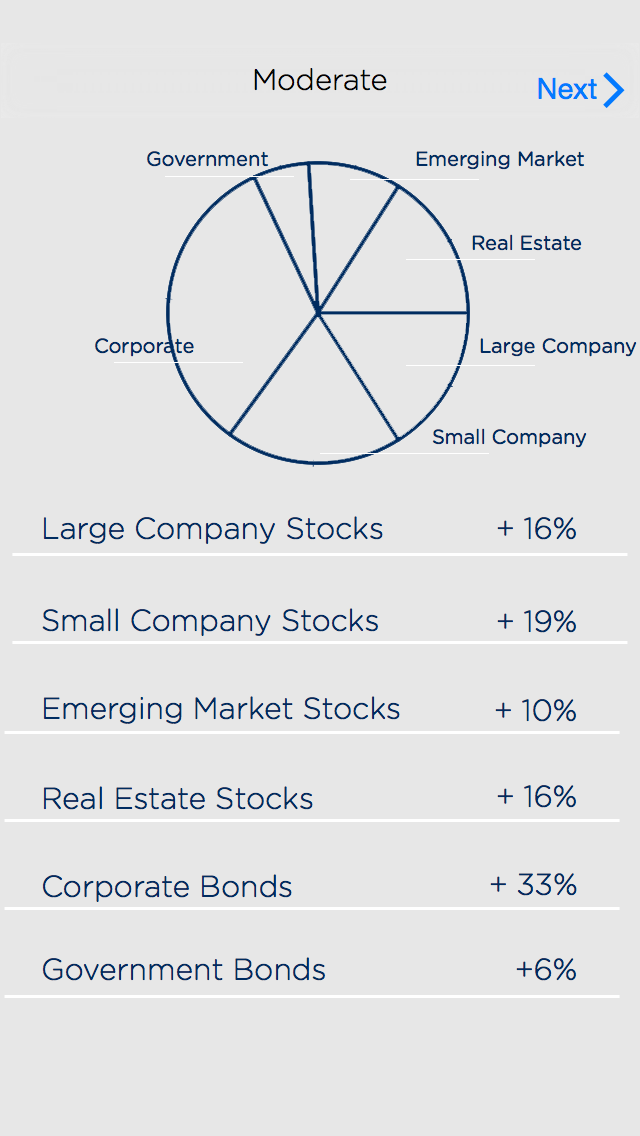 Moderate
Next
Government
Emerging Market
Real Estate
Corporate
Large Company
Small Company
Large Company Stocks + 16%
Small Company Stocks + 19%
Emerging Market Stocks + 10%
Real Estate Stocks + 16%
Corporate Bonds + 33%
Government Bonds +6%